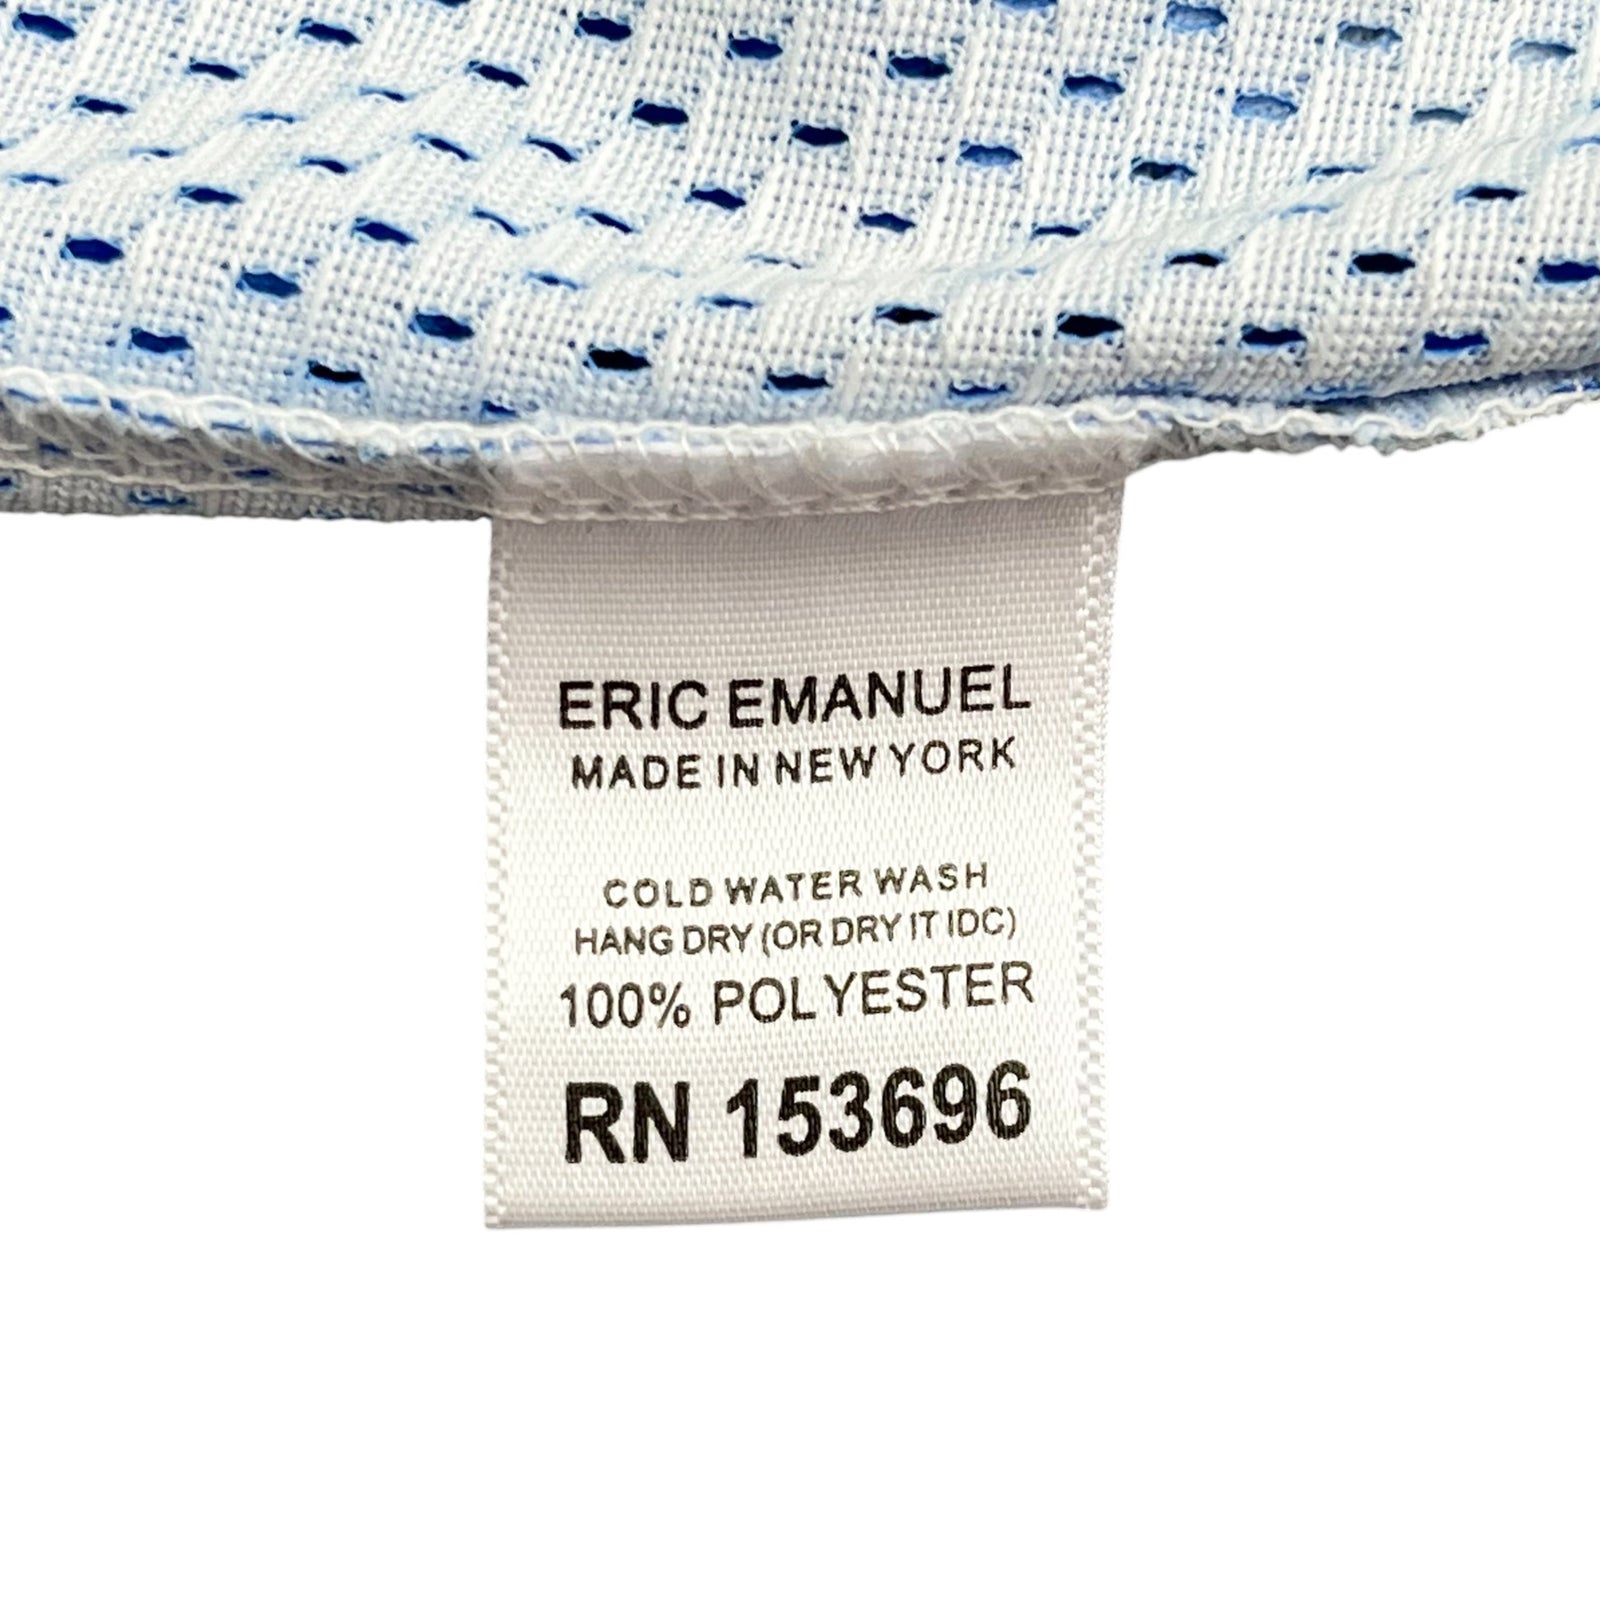 ERIC EMANUEL
MADE IN NEW YORK
COLD WATER WASH
HANG DRY (OR DRY IT IDC)
100% POLYESTER
RN 153696